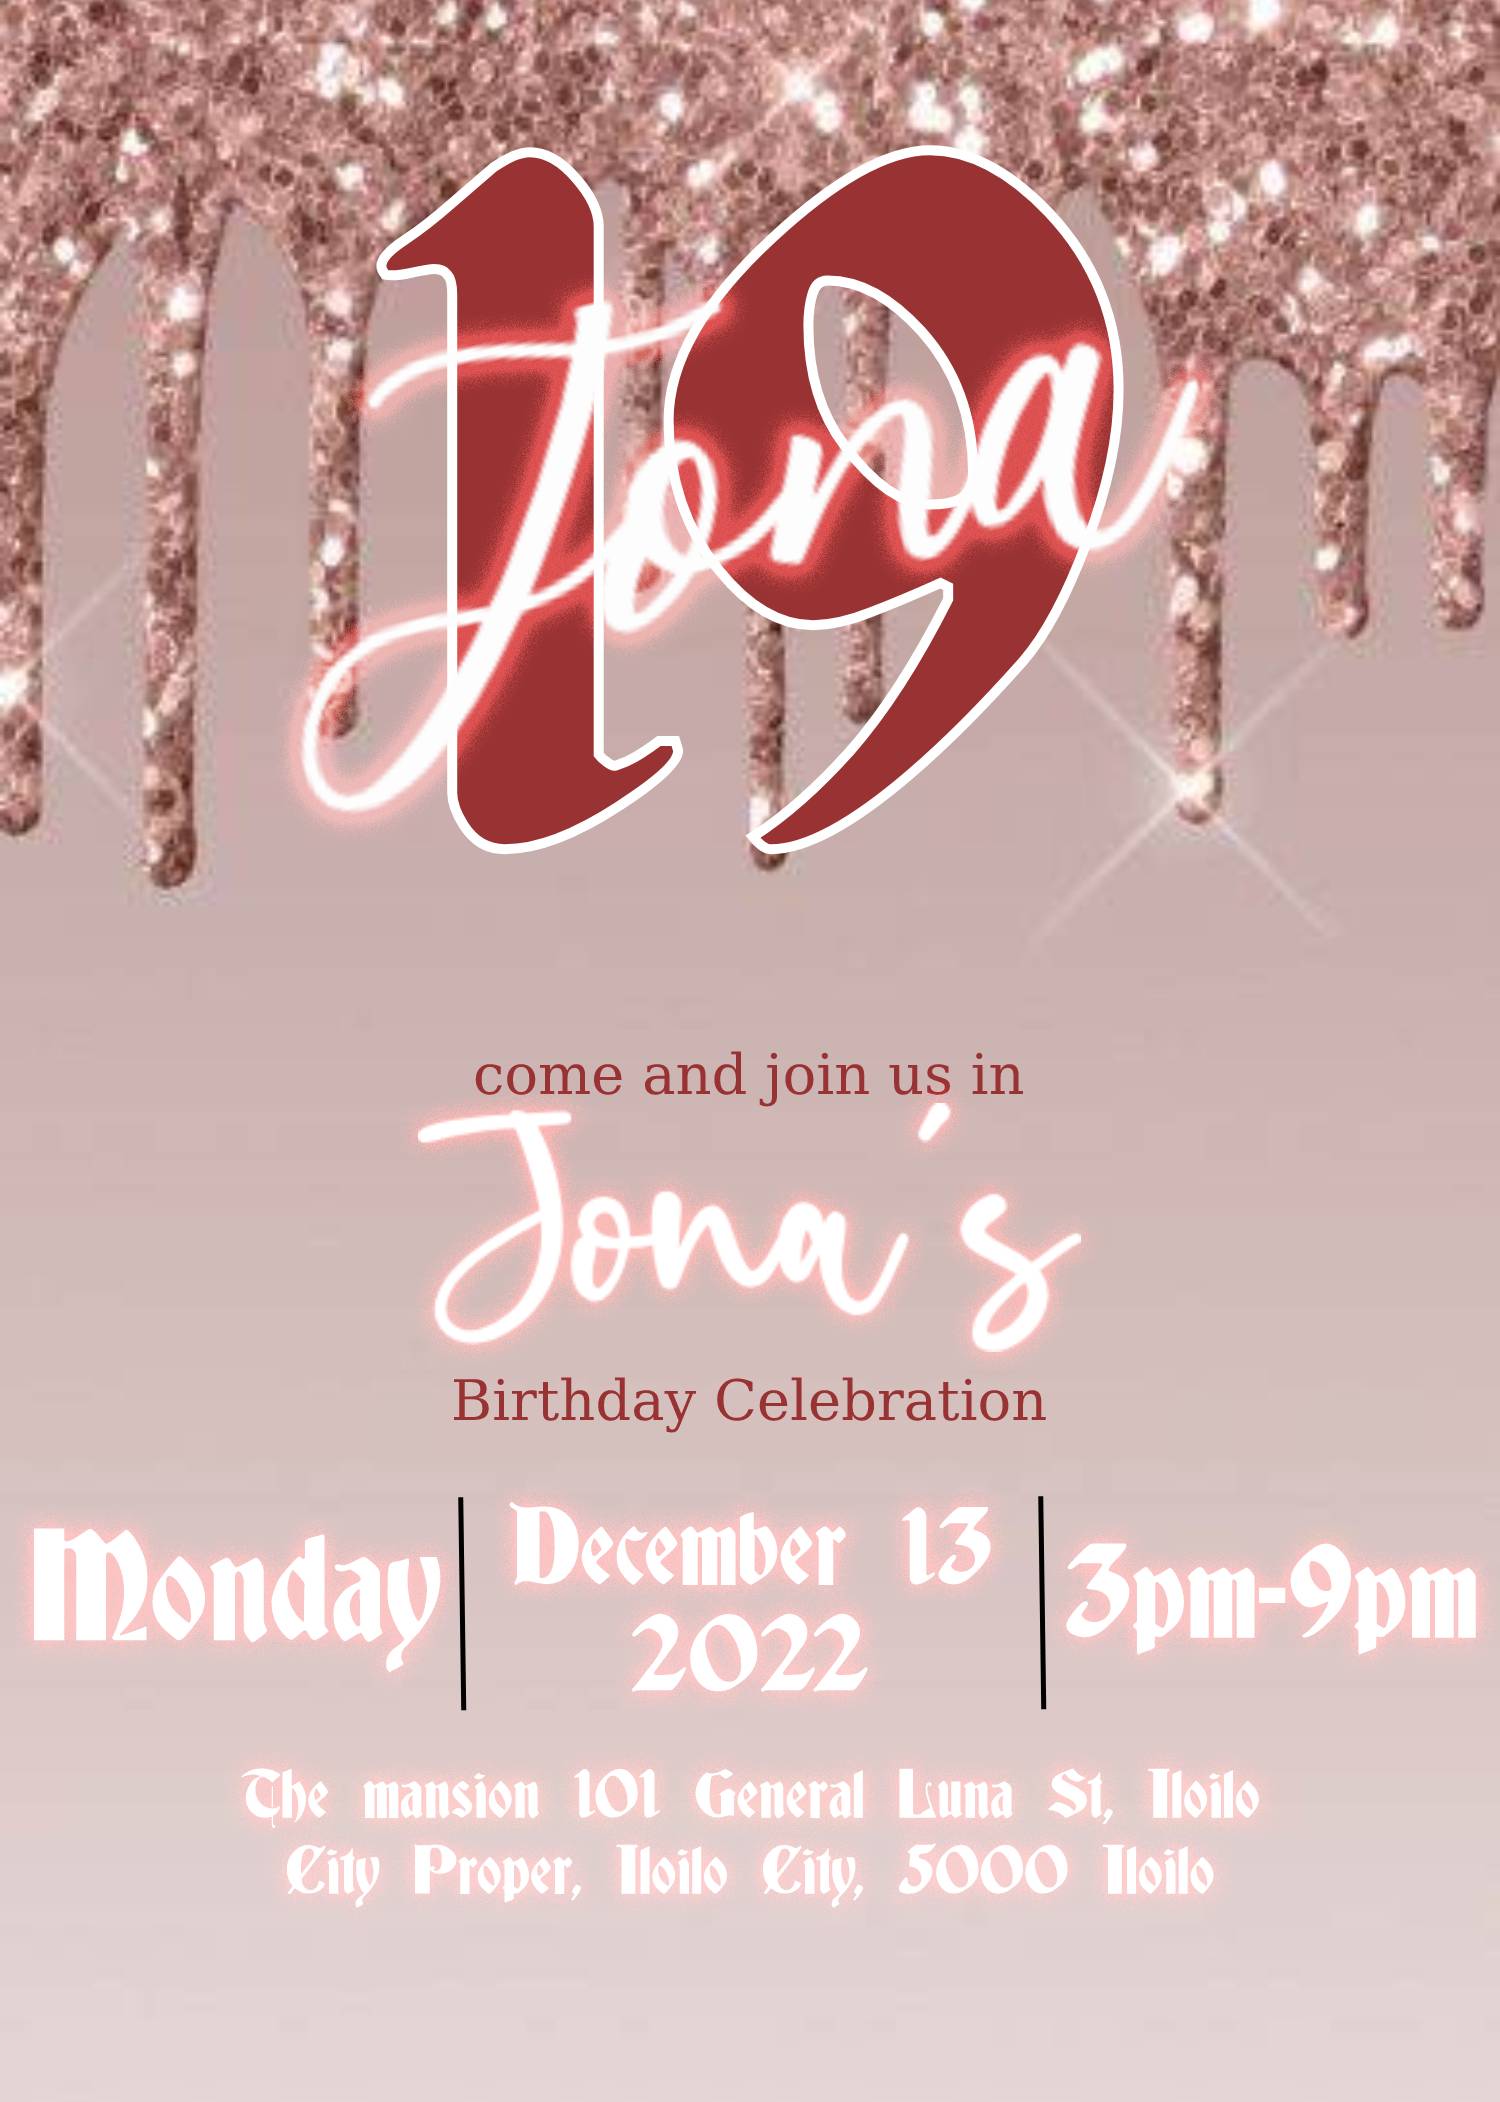 19
Jona
come and join us in
Jona's
Birthday Celebration
Monday
December 13
2022
3pm-9pm
The mansion 101 General Luna St, Iloilo
City Proper, Iloilo City, 5000 Iloilo